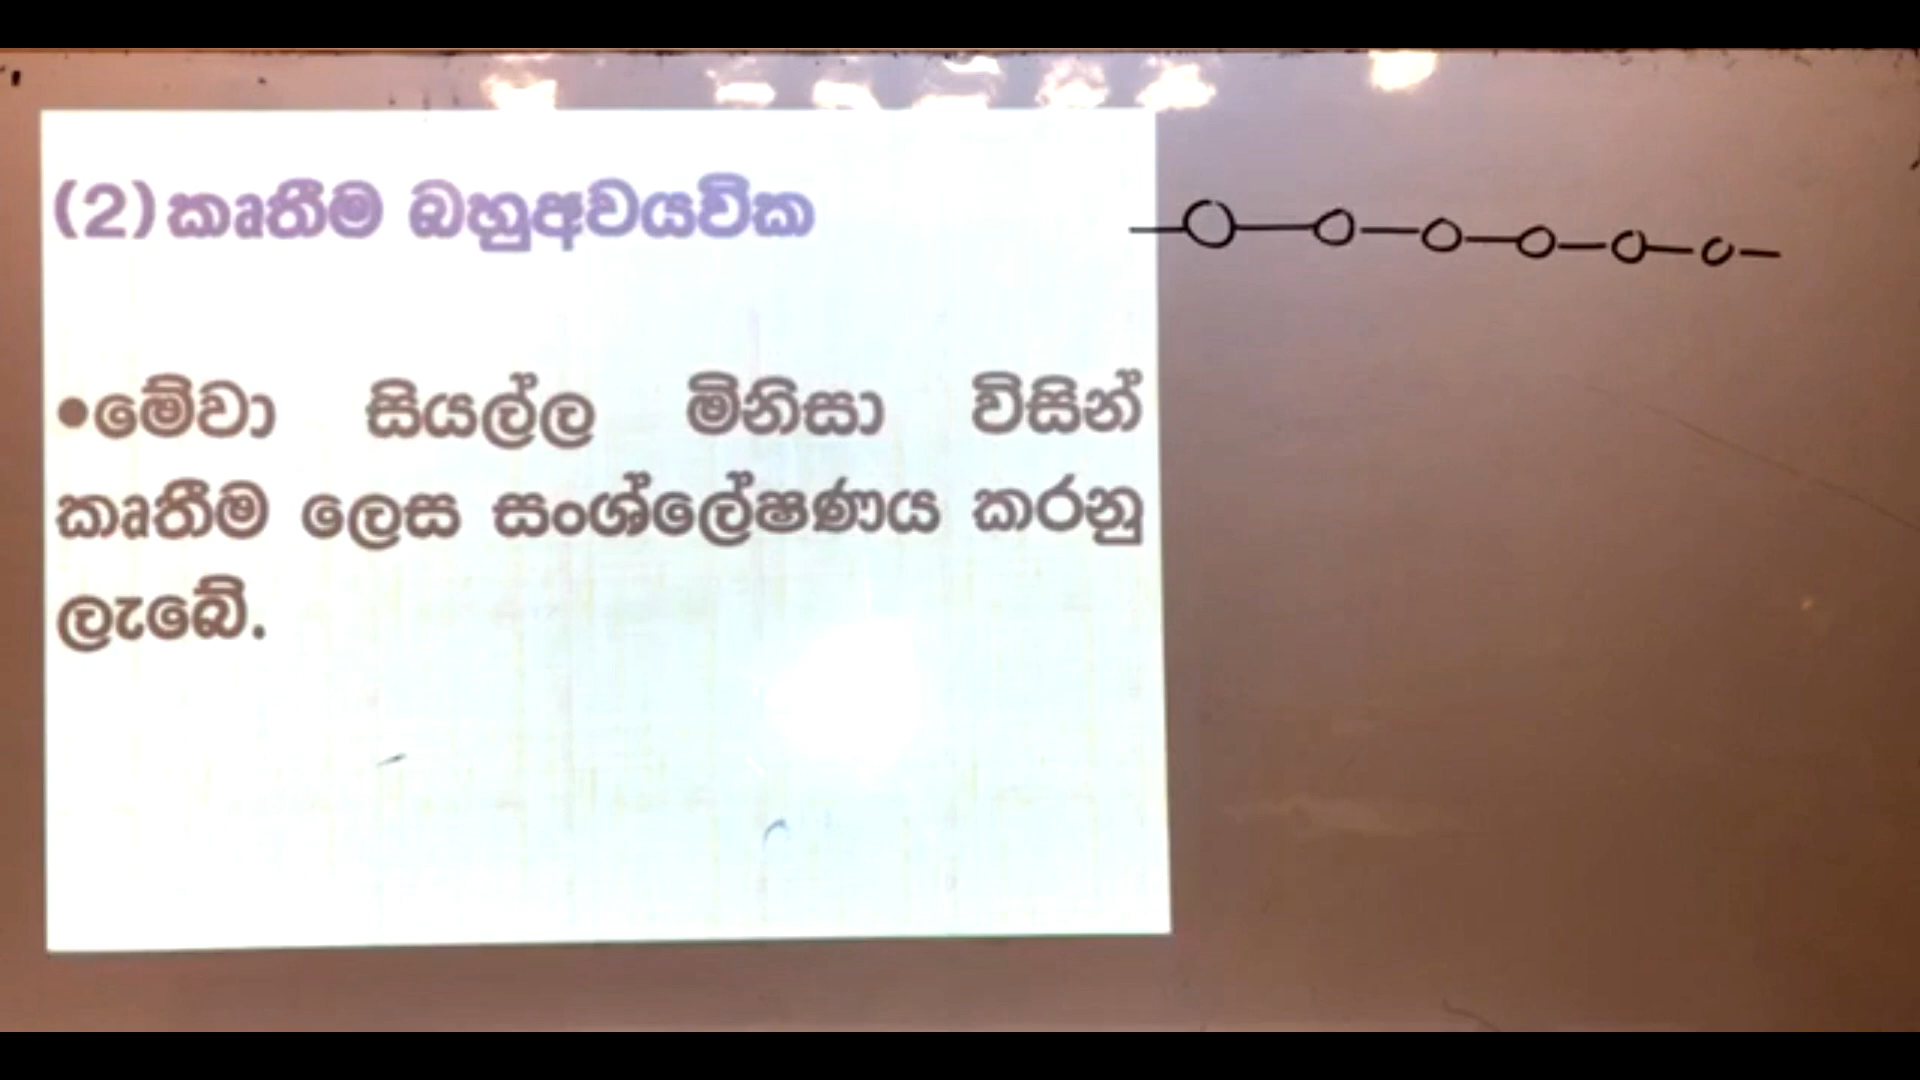 (2)කෘතීම බහුඅවයවික
•මේවා සියල්ල මිනිසා විසින්
කෘතීම ලෙස සංශ්ලේෂණය කරනු
ලැබේ.